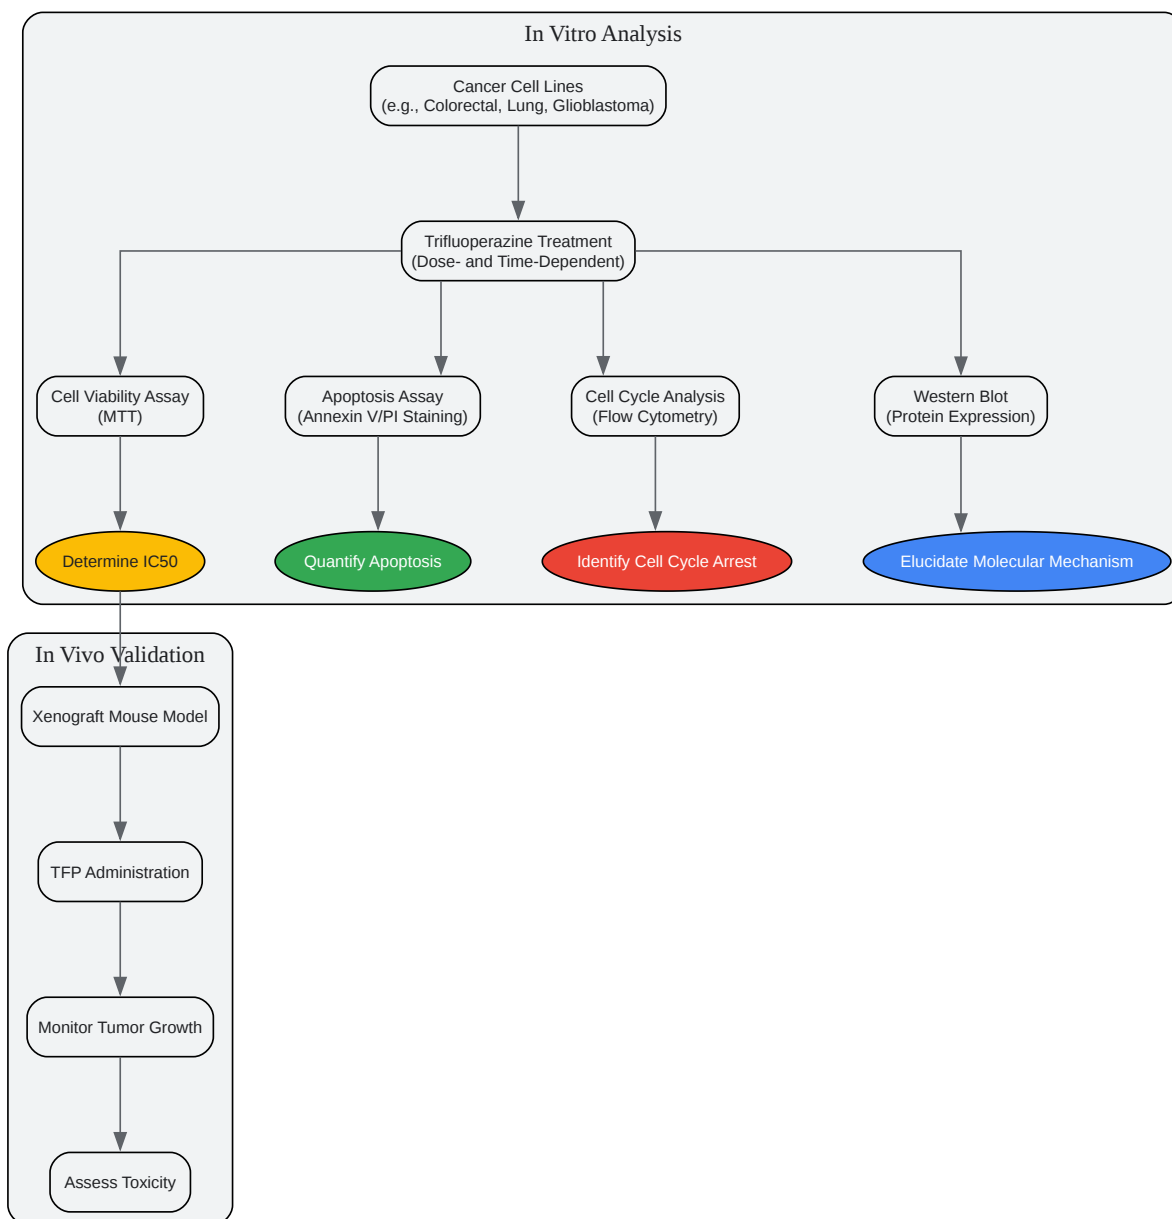 In Vitro Analysis
Cancer Cell Lines
(e.g., Colorectal, Lung, Glioblastoma)
Trifluoperazine Treatment
(Dose- and Time-Dependent)
Cell Viability Assay
(MTT)
Apoptosis Assay
(Annexin V/PI Staining)
Cell Cycle Analysis
(Flow Cytometry)
Western Blot
(Protein Expression)
Determine IC50
Quantify Apoptosis
Identify Cell Cycle Arrest
Elucidate Molecular Mechanism
In Vivo Validation
Xenograft Mouse Model
TFP Administration
Monitor Tumor Growth
Assess Toxicity